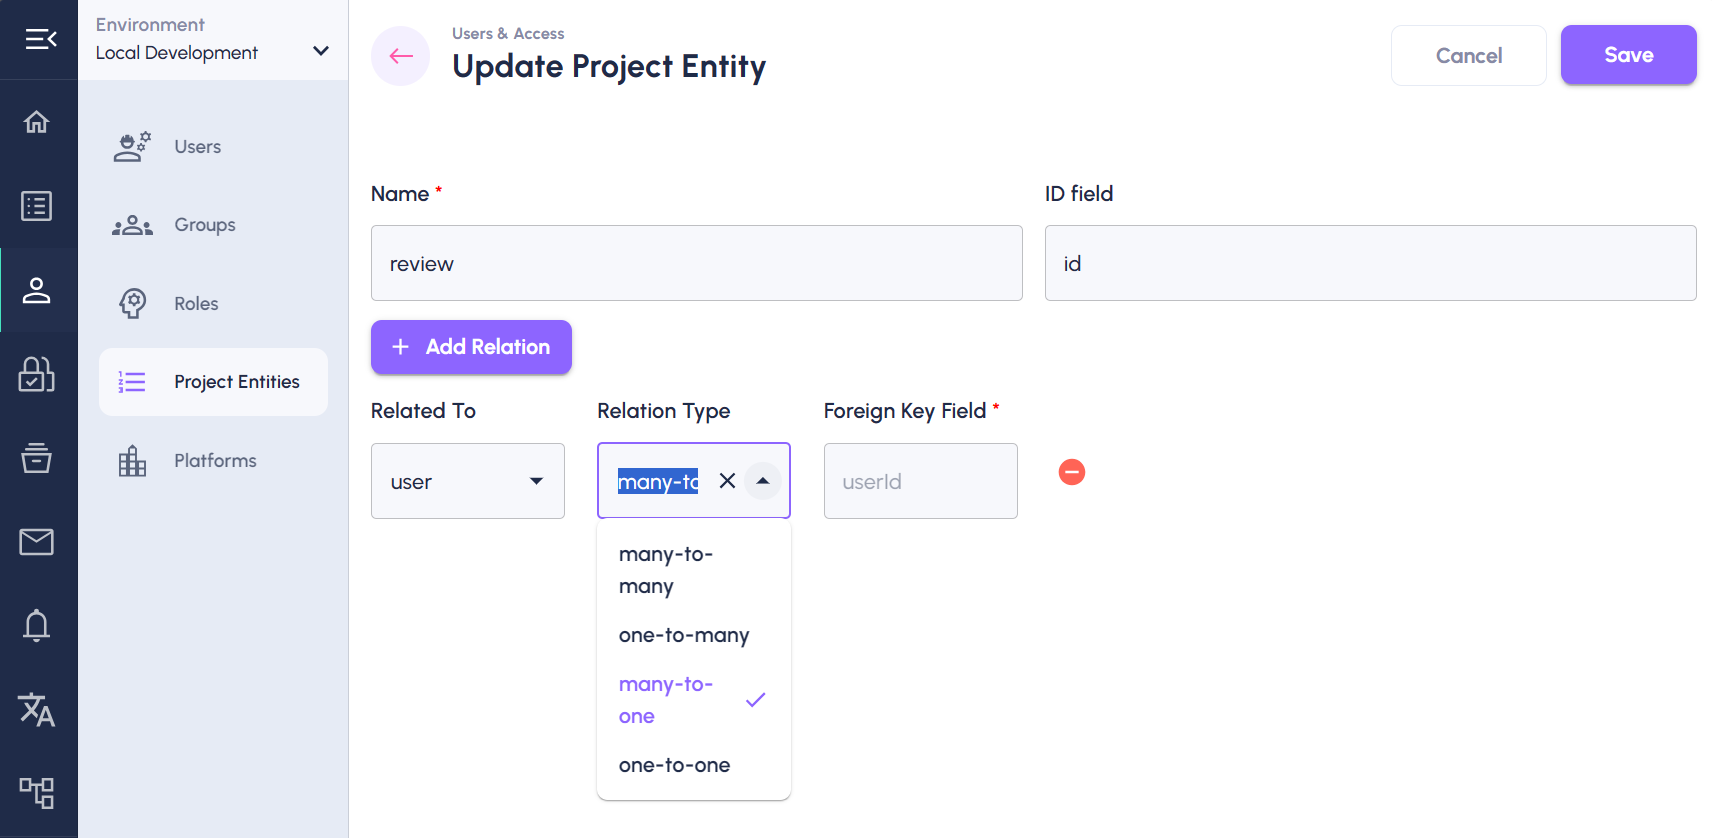 Environment
Local Development
Users
Groups
Roles
Project Entities
Platforms
Users & Access
Update Project Entity
Cancel
Save
Name *
ID field
review
id
+ Add Relation
Related To
Relation Type
Foreign Key Field *
user
many-to
userId
many-to-
many
one-to-many
many-to-
one
one-to-one